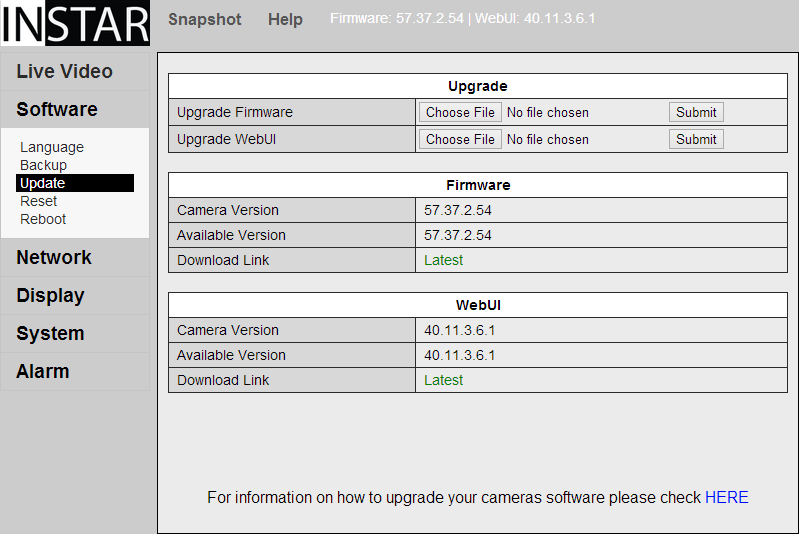 INSTAR Snapshot Help Firmware: 57.37.2.54 | WebUI: 40.11.3.6.1
Live Video
Software
Language
Backup
Update
Reset
Reboot
Network
Display
System
Alarm
Upgrade
Upgrade Firmware Choose File No file chosen Submit
Upgrade WebUI Choose File No file chosen Submit
Firmware
Camera Version 57.37.2.54
Available Version 57.37.2.54
Download Link Latest
WebUI
Camera Version 40.11.3.6.1
Available Version 40.11.3.6.1
Download Link Latest
For information on how to upgrade your cameras software please check HERE